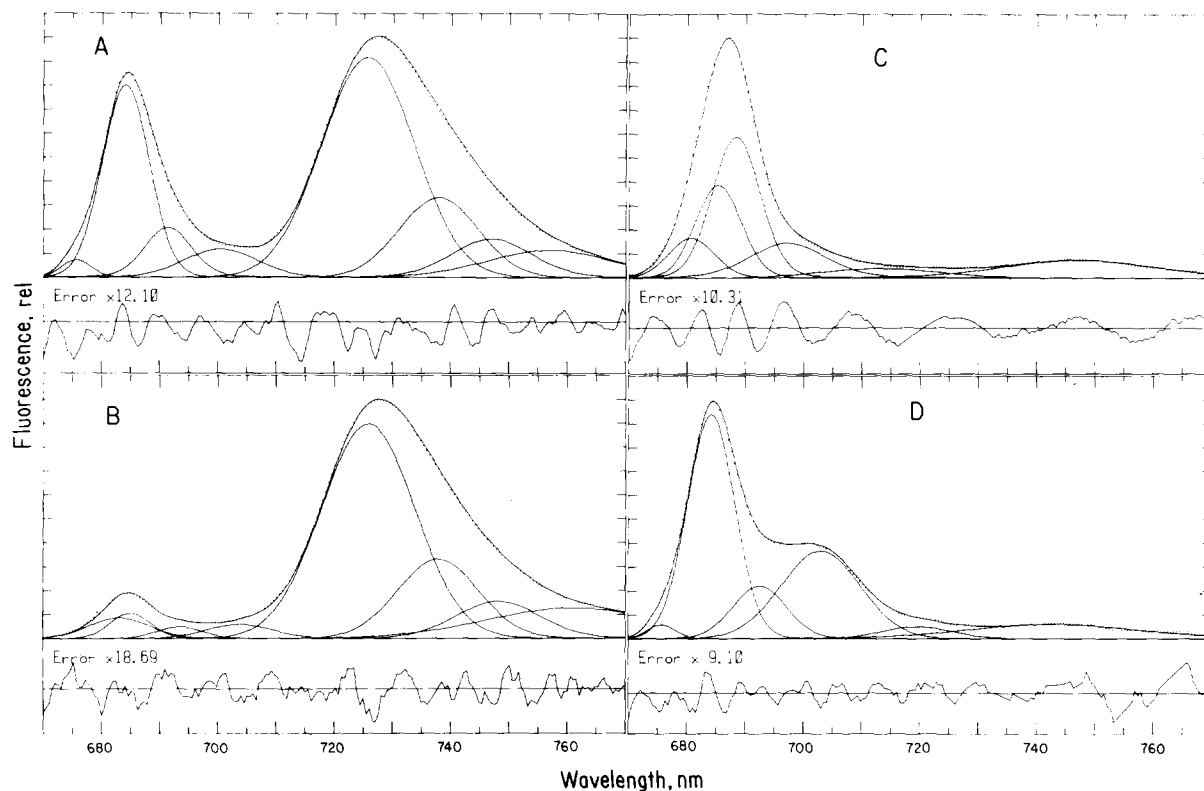 A
C
Error ×12.10
Error ×10.31
B
D
Error ×18.69
Error × 9.10
680 700 720 740 760 680 700 720 740 760
Fluorescence, rel
Wavelength, nm